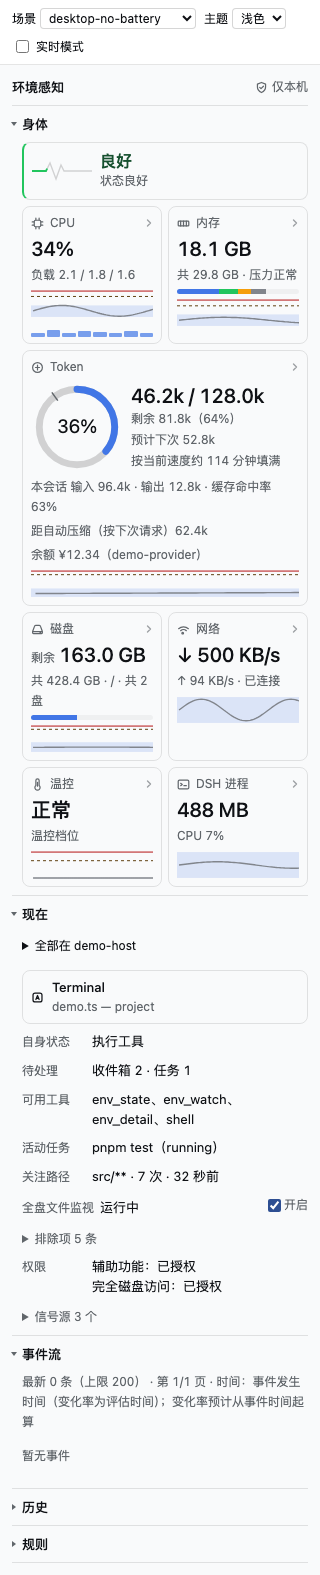 场景 desktop-no-battery 主题 浅色
实时模式
环境感知 仅本机
身体
良好
状态良好
CPU
34%
负载 2.1 / 1.8 / 1.6
内存
18.1 GB
共 29.8 GB · 压力正常
Token
36%
46.2k / 128.0k
剩余 81.8k（64%）
预计下次 52.8k
按当前速度约 114 分钟填满
本会话 输入 96.4k · 输出 12.8k · 缓存命中率
63%
距自动压缩（按下次请求）62.4k
余额 ¥12.34（demo-provider）
磁盘
剩余 163.0 GB
共 428.4 GB · / · 共 2
盘
网络
↓ 500 KB/s
↑ 94 KB/s · 已连接
温控
正常
温控档位
DSH 进程
488 MB
CPU 7%
现在
全部在 demo-host
Terminal
demo.ts — project
自身状态 执行工具
待处理 收件箱 2 · 任务 1
可用工具 env_state、env_watch、
env_detail、shell
活动任务 pnpm test（running）
关注路径 src/** · 7 次 · 32 秒前
全盘文件监视 运行中 开启
排除项 5 条
权限 辅助功能：已授权
完全磁盘访问：已授权
信号源 3 个
事件流
最新 0 条（上限 200） · 第 1/1 页 · 时间：事件发生
时间（变化率为评估时间）；变化率预计从事件时间起
算
暂无事件
历史
规则